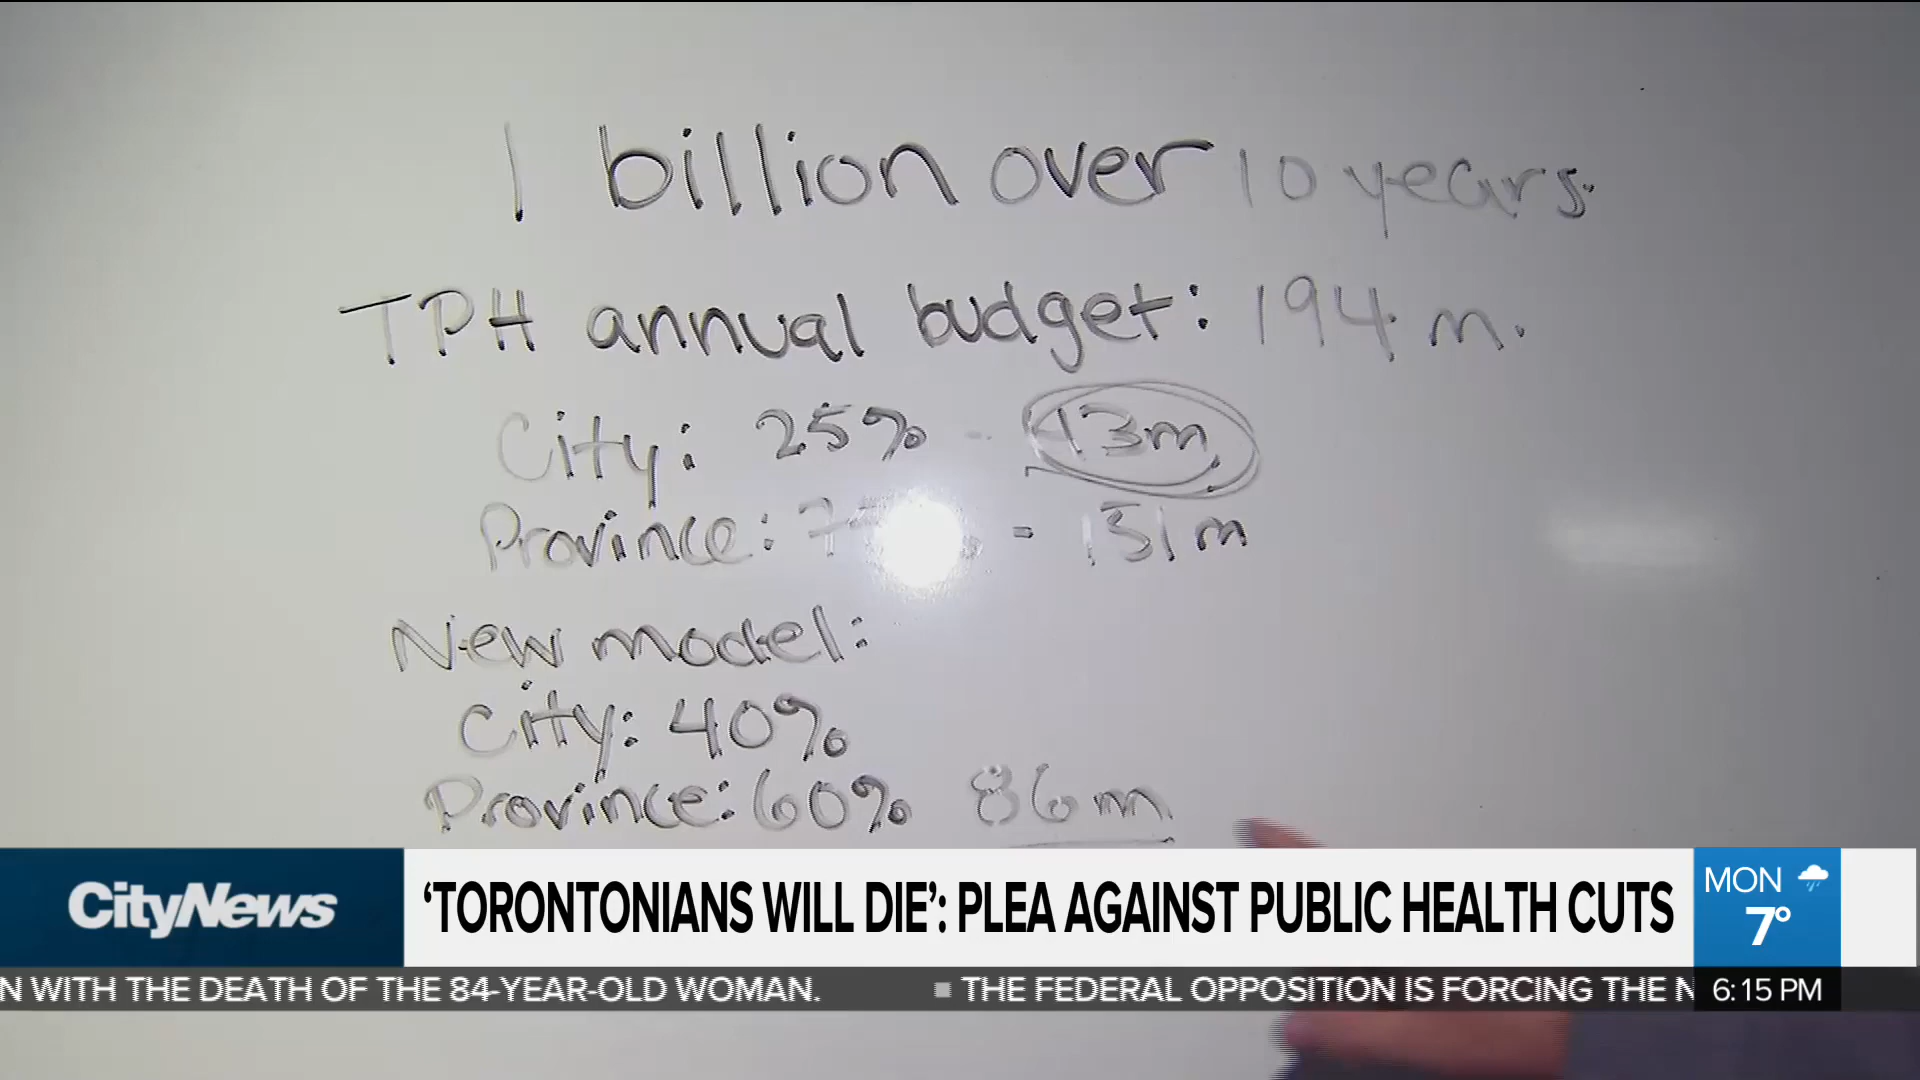 1 billion over 10 years.
TPH annual budget: 194 m.
City: 25% - 43m
Province: = 151 m
New model:
City: 40%
Province: 60% 86 m
CityNews
‘TORONTONIANS WILL DIE’: PLEA AGAINST PUBLIC HEALTH CUTS
MON
7°
N WITH THE DEATH OF THE 84-YEAR-OLD WOMAN. ■ THE FEDERAL OPPOSITION IS FORCING THE N
6:15 PM